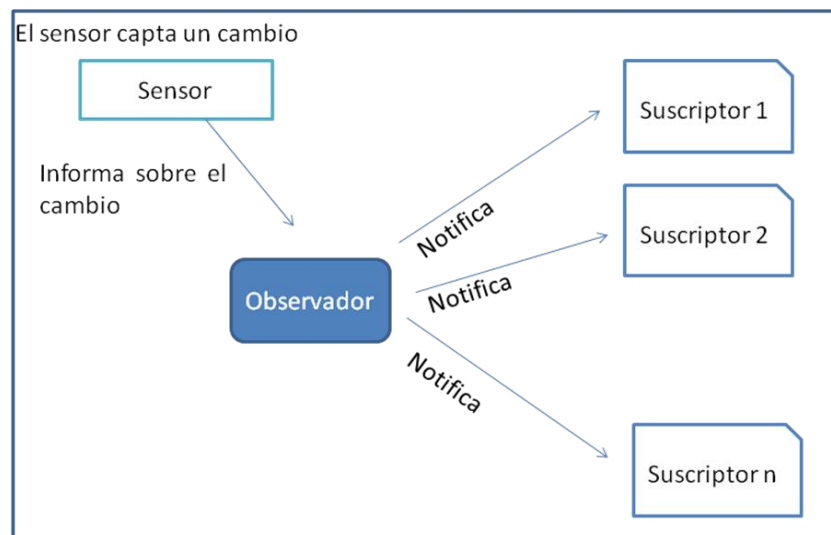 El sensor capta un cambio
Sensor
Informa sobre el
cambio
Observador
Notifica
Notifica
Notifica
Suscriptor 1
Suscriptor 2
Suscriptor n